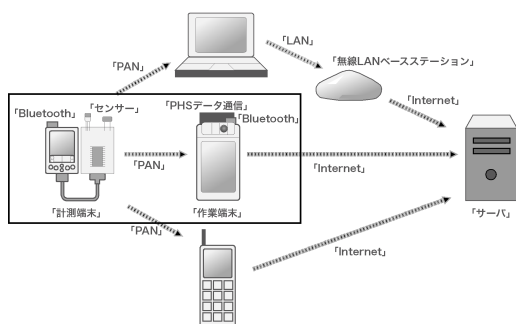 「LAN」
「PAN」
「無線LANベースステーション」
「Internet」
「Bluetooth」
「センサー」
「PHSデータ通信」
「Bluetooth」
「PAN」
「Internet」
「計測端末」
「作業端末」
「サーバ」
「PAN」
「Internet」